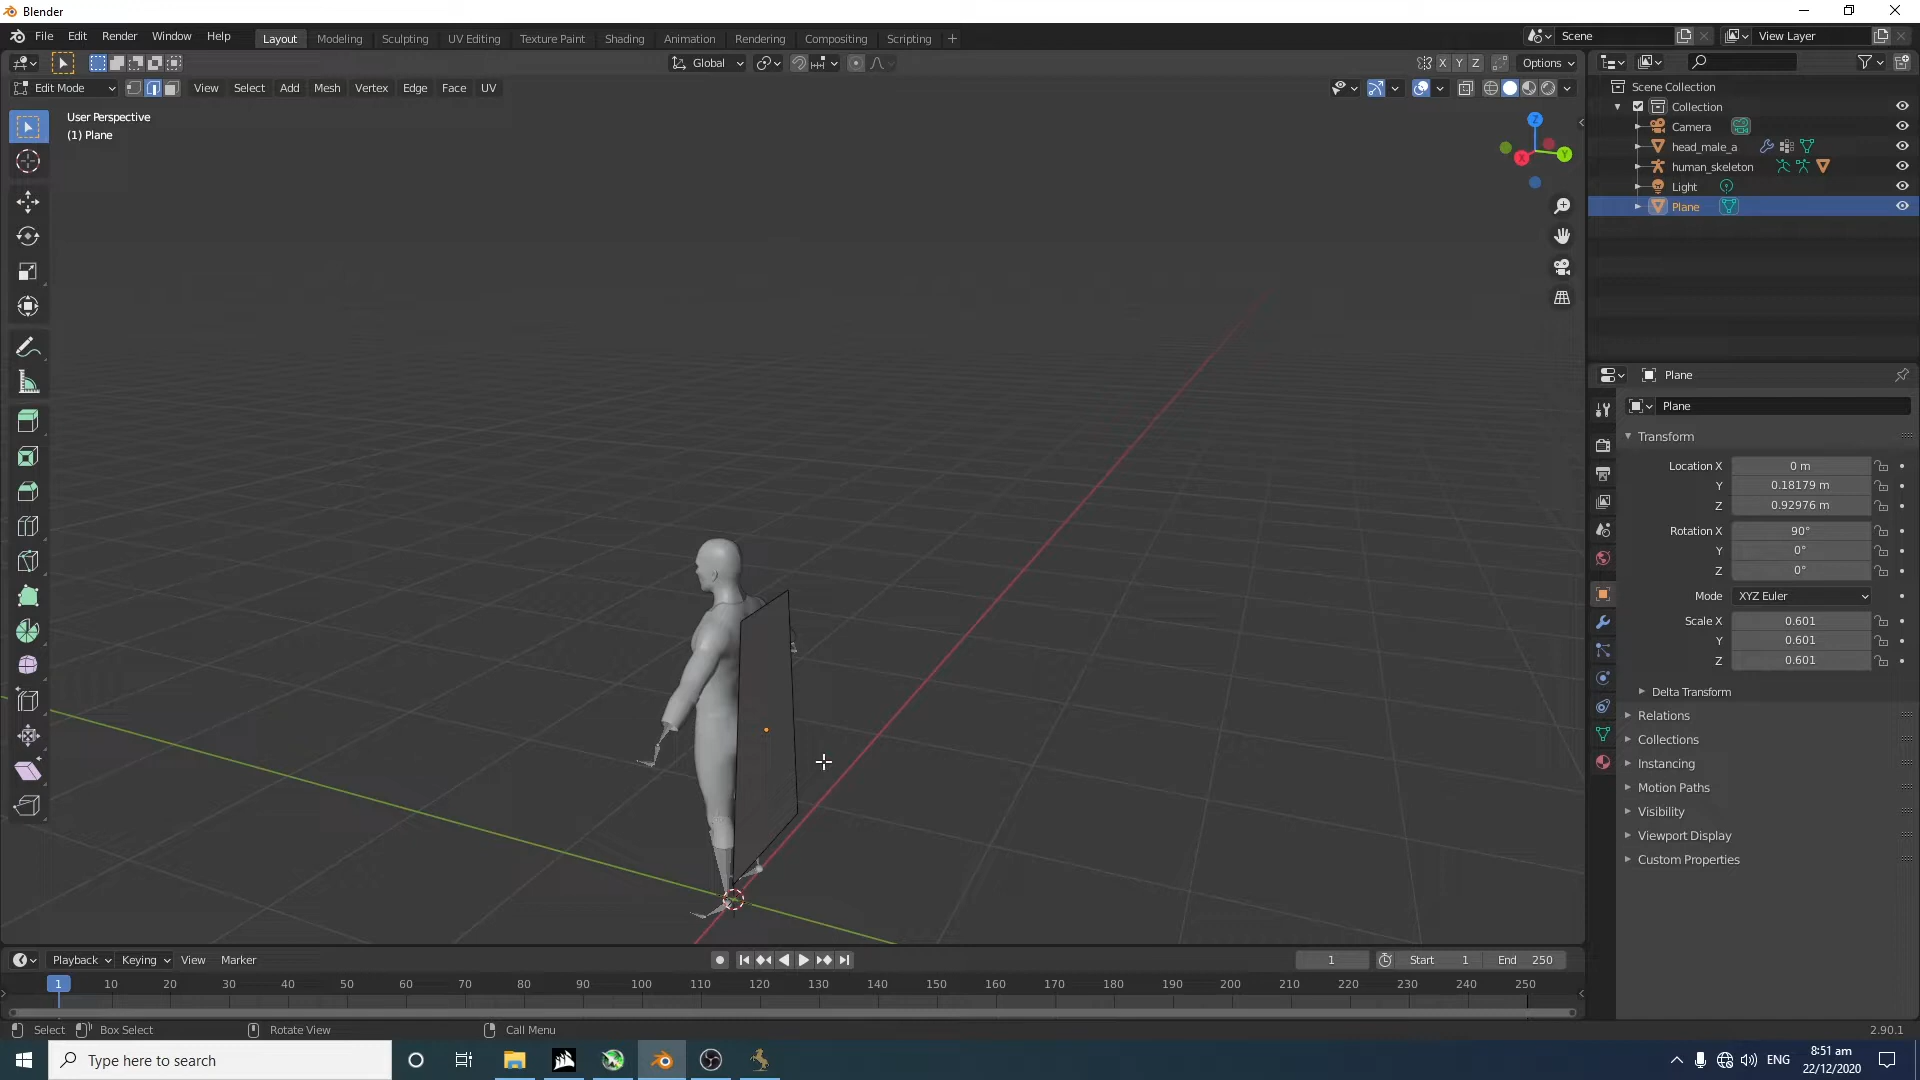 Blender
File Edit Render Window Help
Layout Modeling Sculpting UV Editing Texture Paint Shading Animation Rendering Compositing Scripting +
Scene
View Layer
Global
X Y Z Options
Edit Mode
View Select Add Mesh Vertex Edge Face UV
User Perspective
(1) Plane
Z
Y
X
Scene Collection
Collection
Camera
head_male_a
human_skeleton
Light
Plane
Plane
Plane
Transform
Location X 0 m
Y 0.18179 m
Z 0.92976 m
Rotation X 90°
Y 0°
Z 0°
Mode XYZ Euler
Scale X 0.601
Y 0.601
Z 0.601
Delta Transform
Relations
Collections
Instancing
Motion Paths
Visibility
Viewport Display
Custom Properties
Playback Keying View Marker
1 Start 1 End 250
1 10 20 30 40 50 60 70 80 90 100 110 120 130 140 150 160 170 180 190 200 210 220 230 240 250
Select Box Select Rotate View Call Menu 2.90.1
Type here to search
ENG
8:51 am
22/12/2020